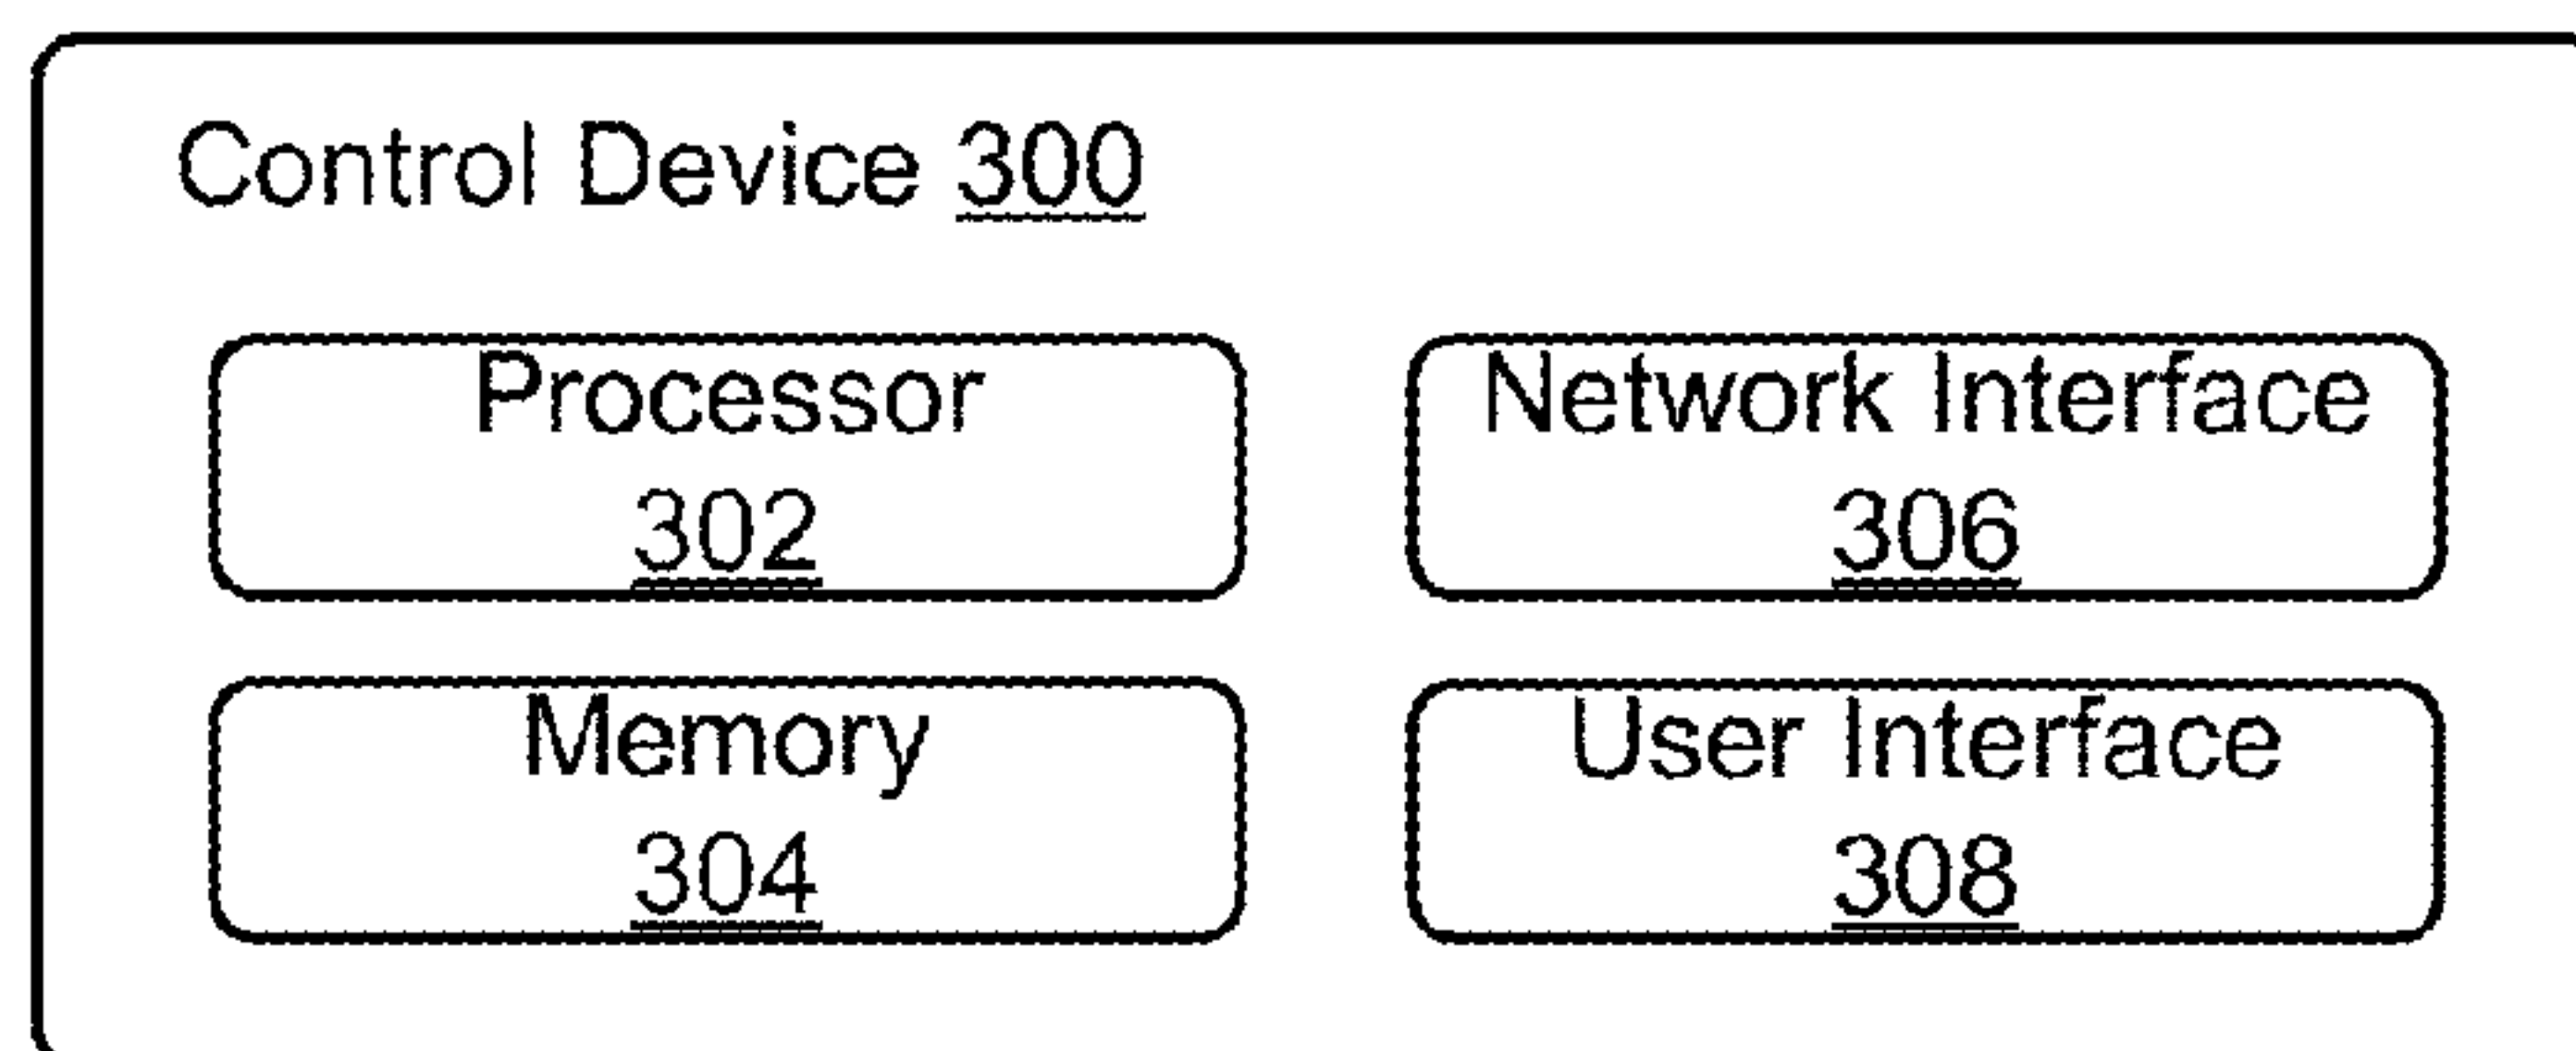 Control Device 300
Processor
302
Network Interface
306
Memory
304
User Interface
308